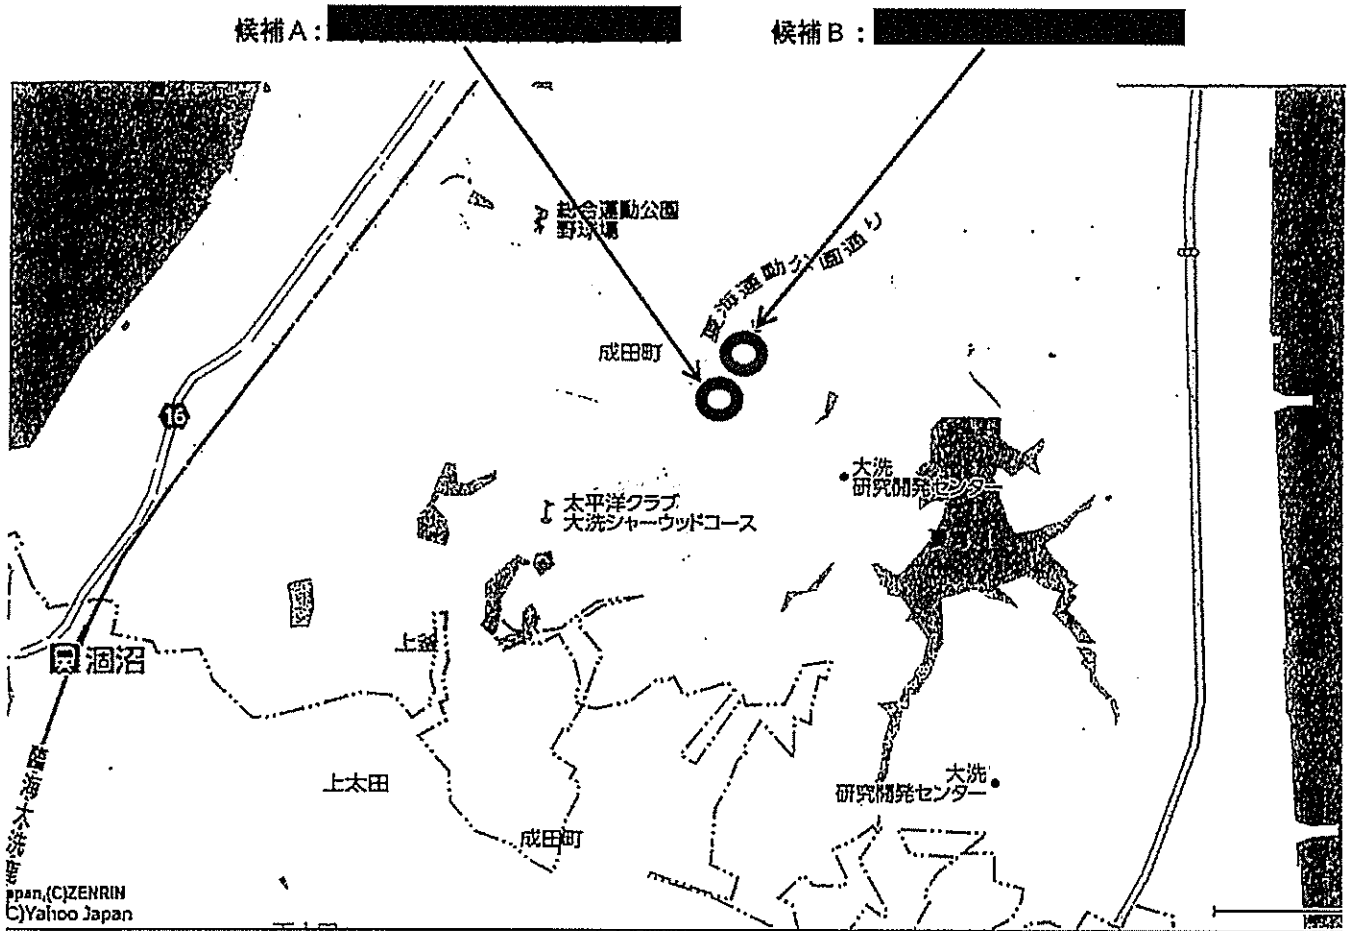 候補A：
候補B：
総合運動公園
野球場
夏海運動公園通り
成田町
16
大洗
研究開発センター
太平洋クラブ
大洗シャーウッドコース
上釜
涸沼
臨海大洗鹿
上太田
大洗
研究開発センター
成田町
apan,(C)ZENRIN
C)Yahoo Japan